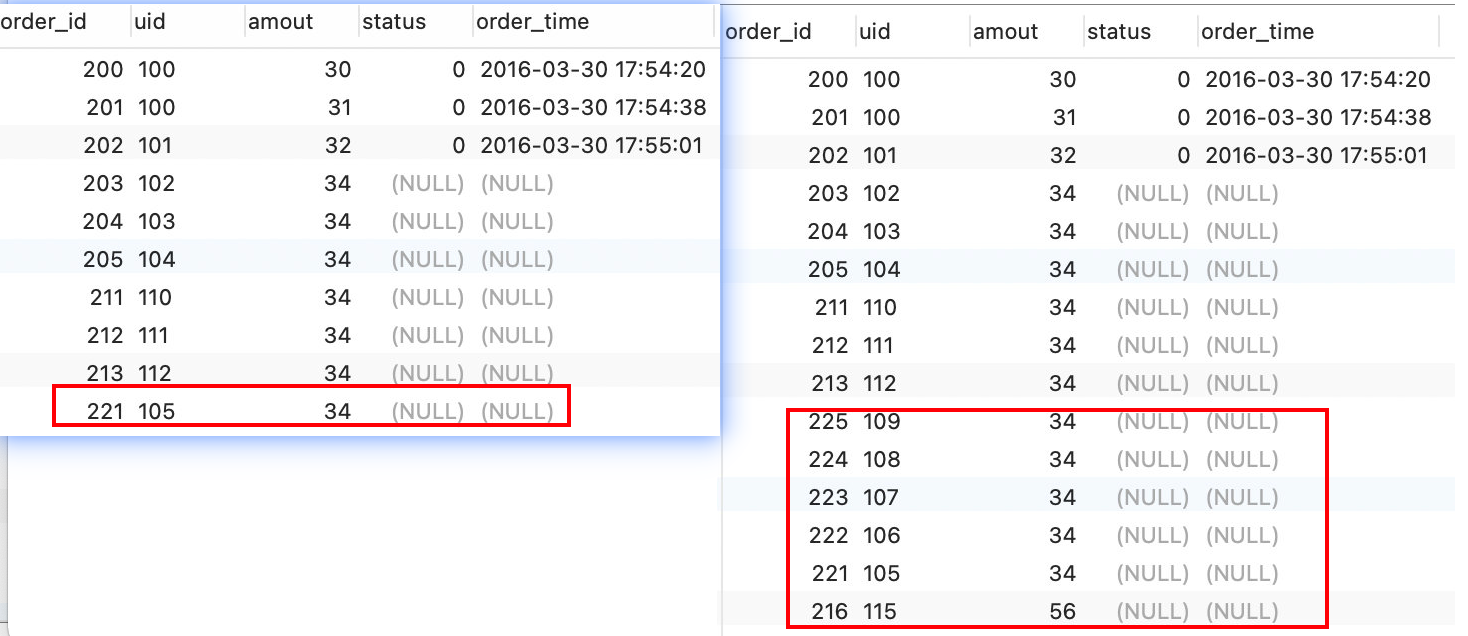 order_id uid amout status order_time
200 100 30 0 2016-03-30 17:54:20
201 100 31 0 2016-03-30 17:54:38
202 101 32 0 2016-03-30 17:55:01
203 102 34 (NULL) (NULL)
204 103 34 (NULL) (NULL)
205 104 34 (NULL) (NULL)
211 110 34 (NULL) (NULL)
212 111 34 (NULL) (NULL)
213 112 34 (NULL) (NULL)
221 105 34 (NULL) (NULL)
order_id uid amout status order_time
200 100 30 0 2016-03-30 17:54:20
201 100 31 0 2016-03-30 17:54:38
202 101 32 0 2016-03-30 17:55:01
203 102 34 (NULL) (NULL)
204 103 34 (NULL) (NULL)
205 104 34 (NULL) (NULL)
211 110 34 (NULL) (NULL)
212 111 34 (NULL) (NULL)
213 112 34 (NULL) (NULL)
225 109 34 (NULL) (NULL)
224 108 34 (NULL) (NULL)
223 107 34 (NULL) (NULL)
222 106 34 (NULL) (NULL)
221 105 34 (NULL) (NULL)
216 115 56 (NULL) (NULL)